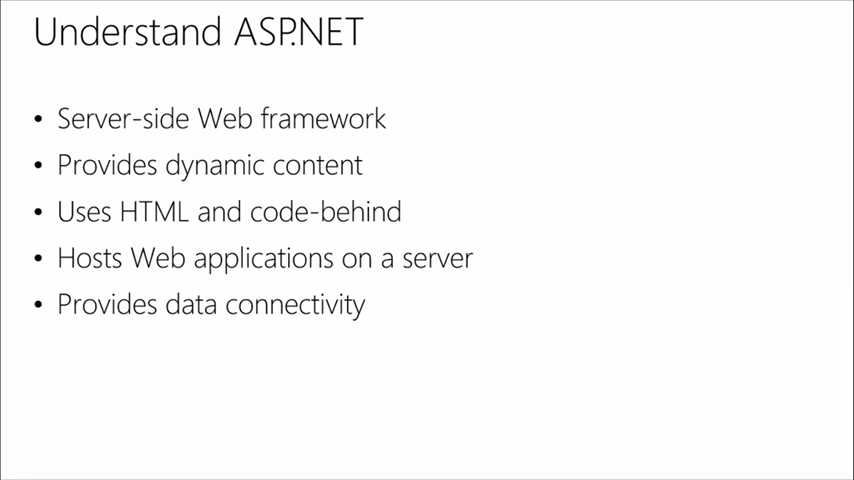 Understand ASP.NET
• Server-side Web framework
• Provides dynamic content
• Uses HTML and code-behind
• Hosts Web applications on a server
• Provides data connectivity